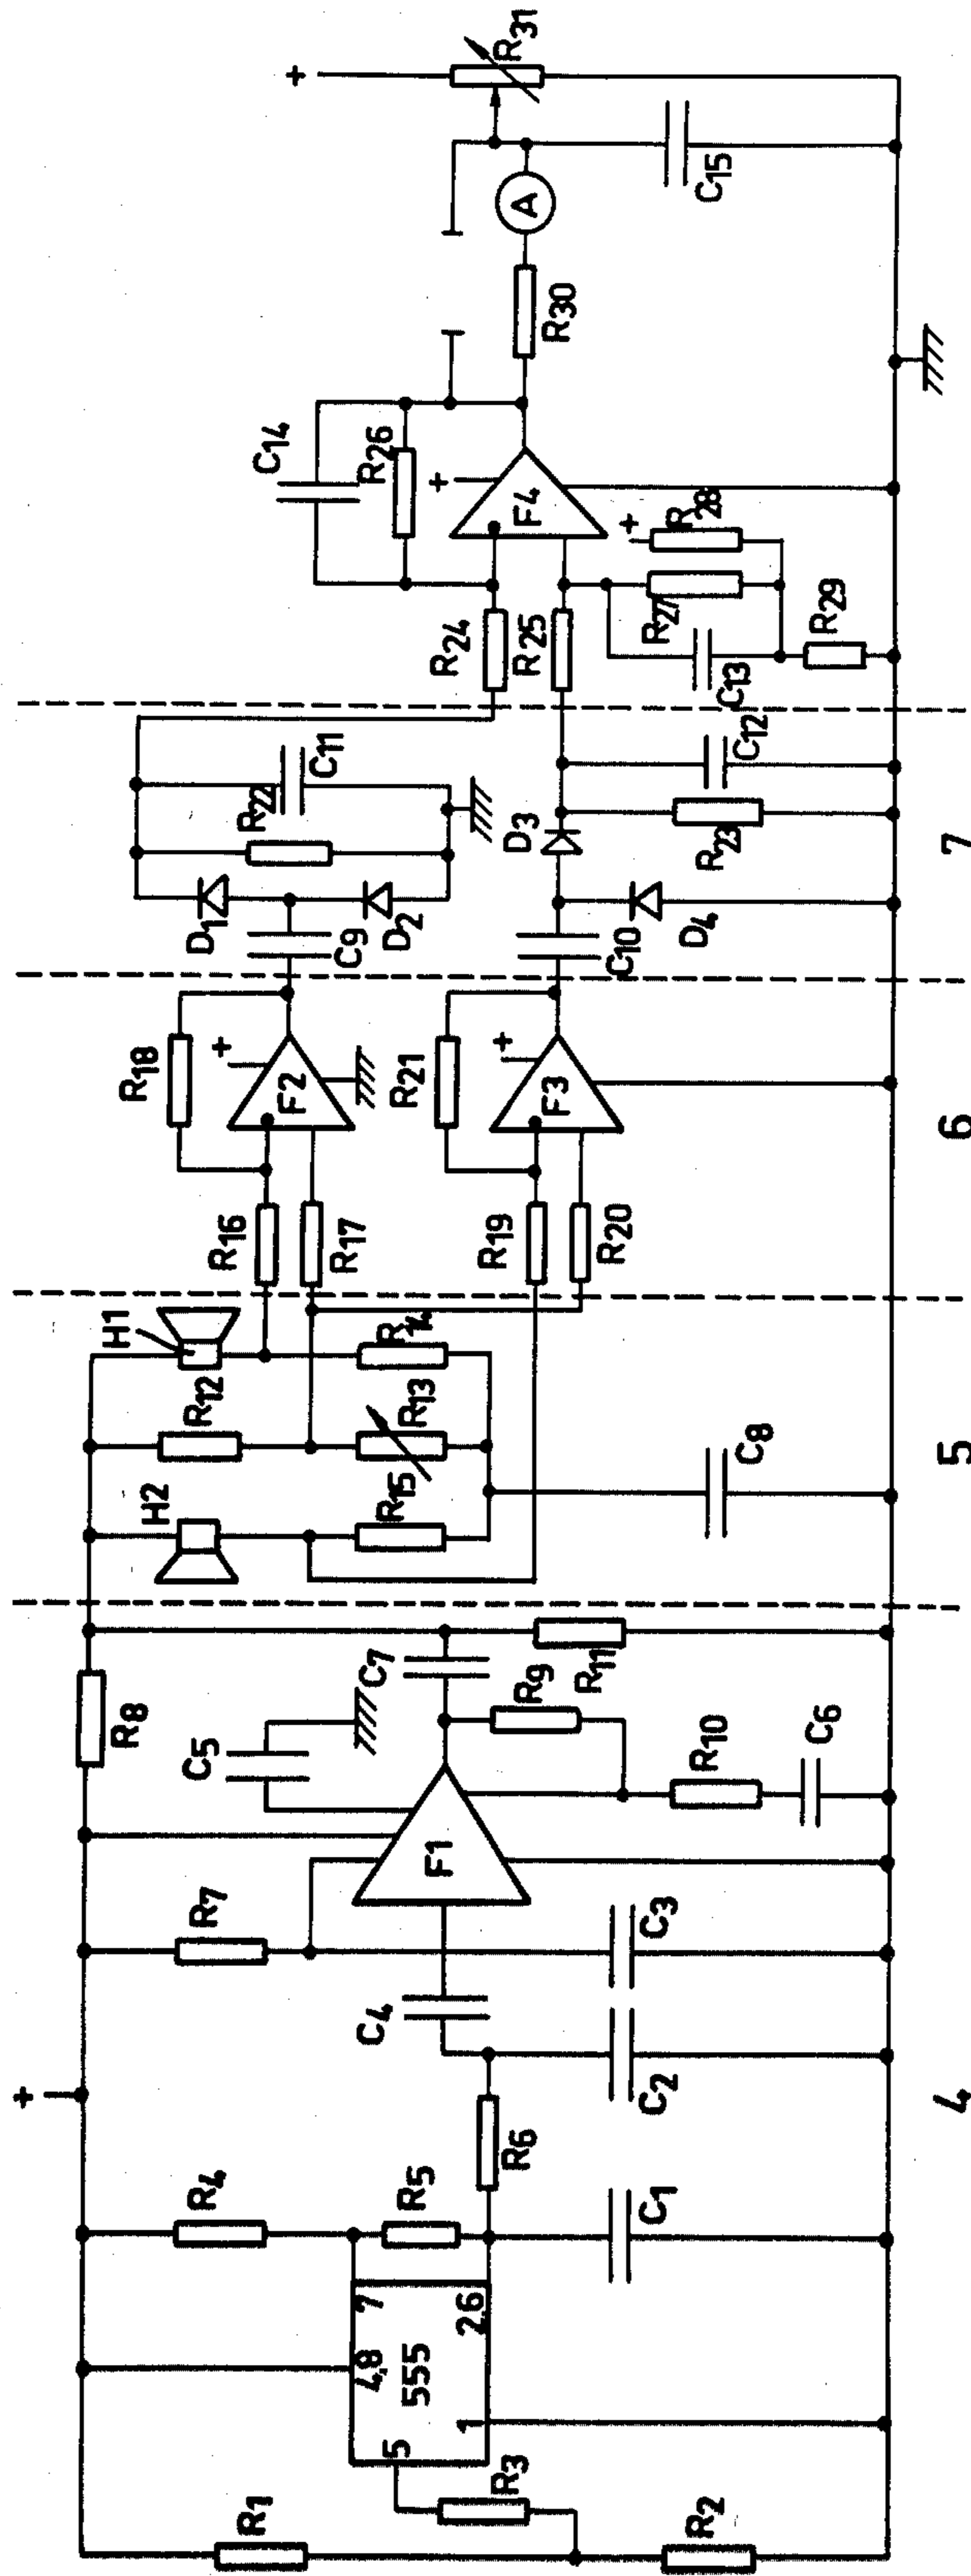 +
R1
R2
R3
5
4,8
555
1
7
2,6
R4
R5
R6
C1
C2
C4
R7
C3
F1
C5
R8
C7
R9
R10
C6
R11
4
H2
R12
H1
R15
R13
R14
C8
5
R16
R17
R18
+
F2
R19
R20
R21
+
F3
6
C9
D1
D2
R22
C11
C10
D3
D4
R23
C12
7
R24
R25
C14
R26
+
F4
C13
R27
+
R28
R29
R30
A
+
R31
C15